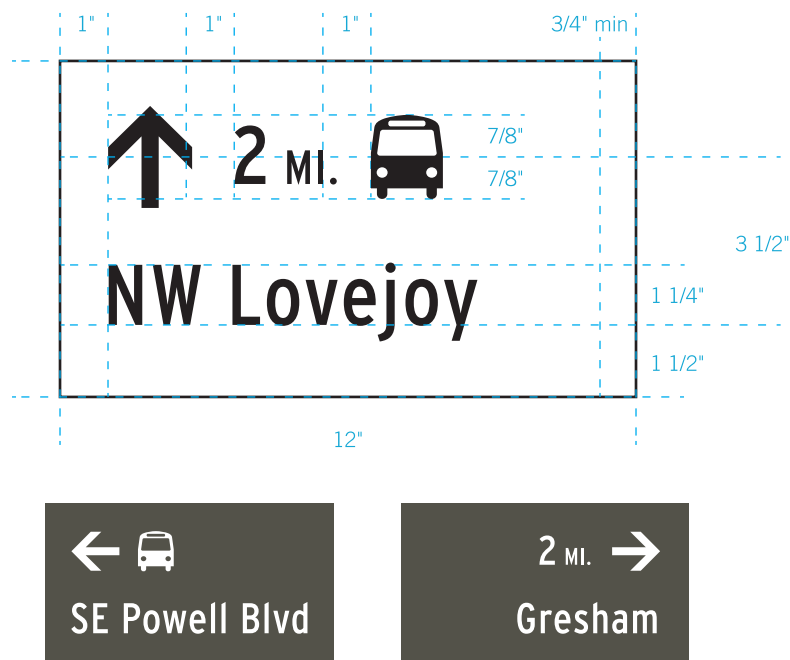 1" 1" 1" 3/4" min
2 MI. 7/8"
7/8"
3 1/2"
NW Lovejoy 1 1/4"
1 1/2"
12"
2 MI.
SE Powell Blvd
Gresham